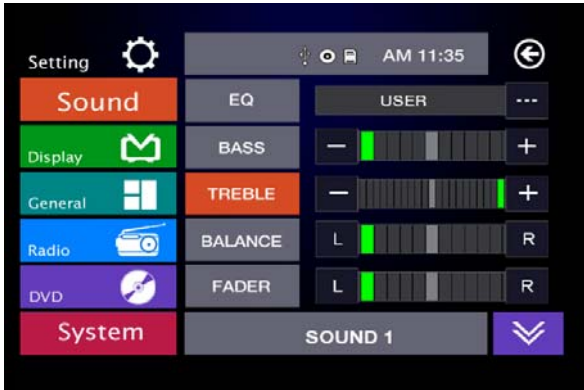 Setting
AM 11:35
Sound
EQ
USER
---
Display
BASS
− +
General
TREBLE
− +
Radio
BALANCE
L R
DVD
FADER
L R
System
SOUND 1